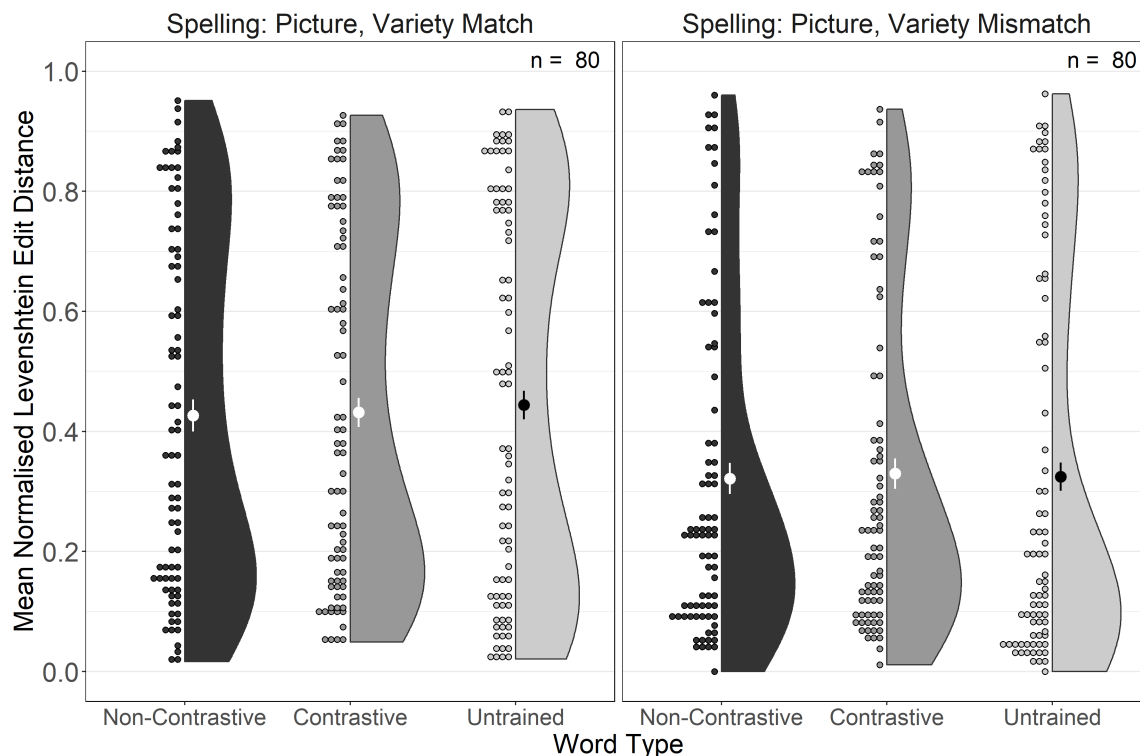 Spelling: Picture, Variety Match
Spelling: Picture, Variety Mismatch
n = 80
n = 80
Mean Normalised Levenshtein Edit Distance
1.0
0.8
0.6
0.4
0.2
0.0
Non-Contrastive
Contrastive
Untrained
Non-Contrastive
Contrastive
Untrained
Word Type